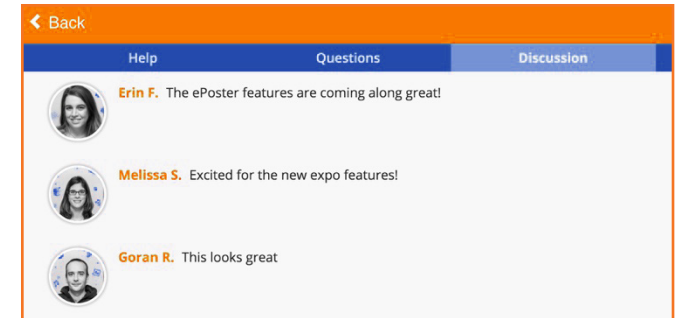 Back
Help Questions Discussion
Erin F. The ePoster features are coming along great!
Melissa S. Excited for the new expo features!
Goran R. This looks great